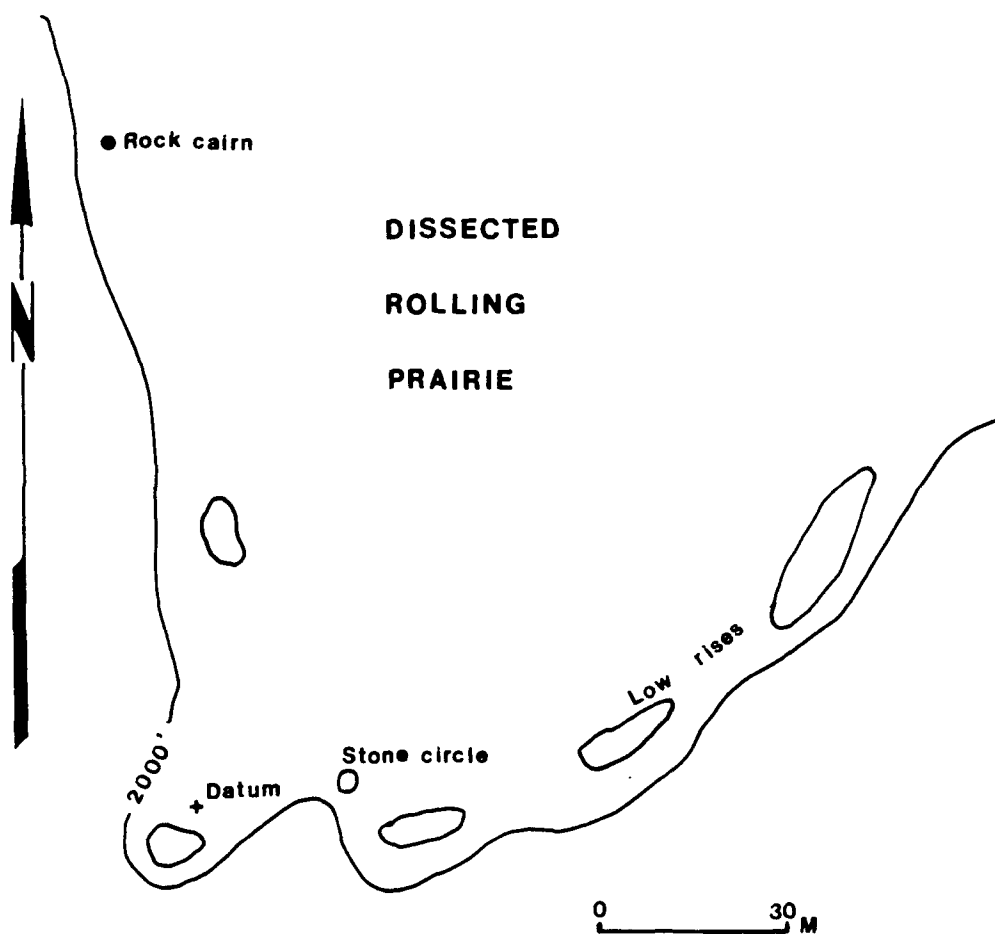 Rock cairn
DISSECTED
ROLLING
PRAIRIE
N
Low rises
2000'
Stone circle
Datum
0 30 M